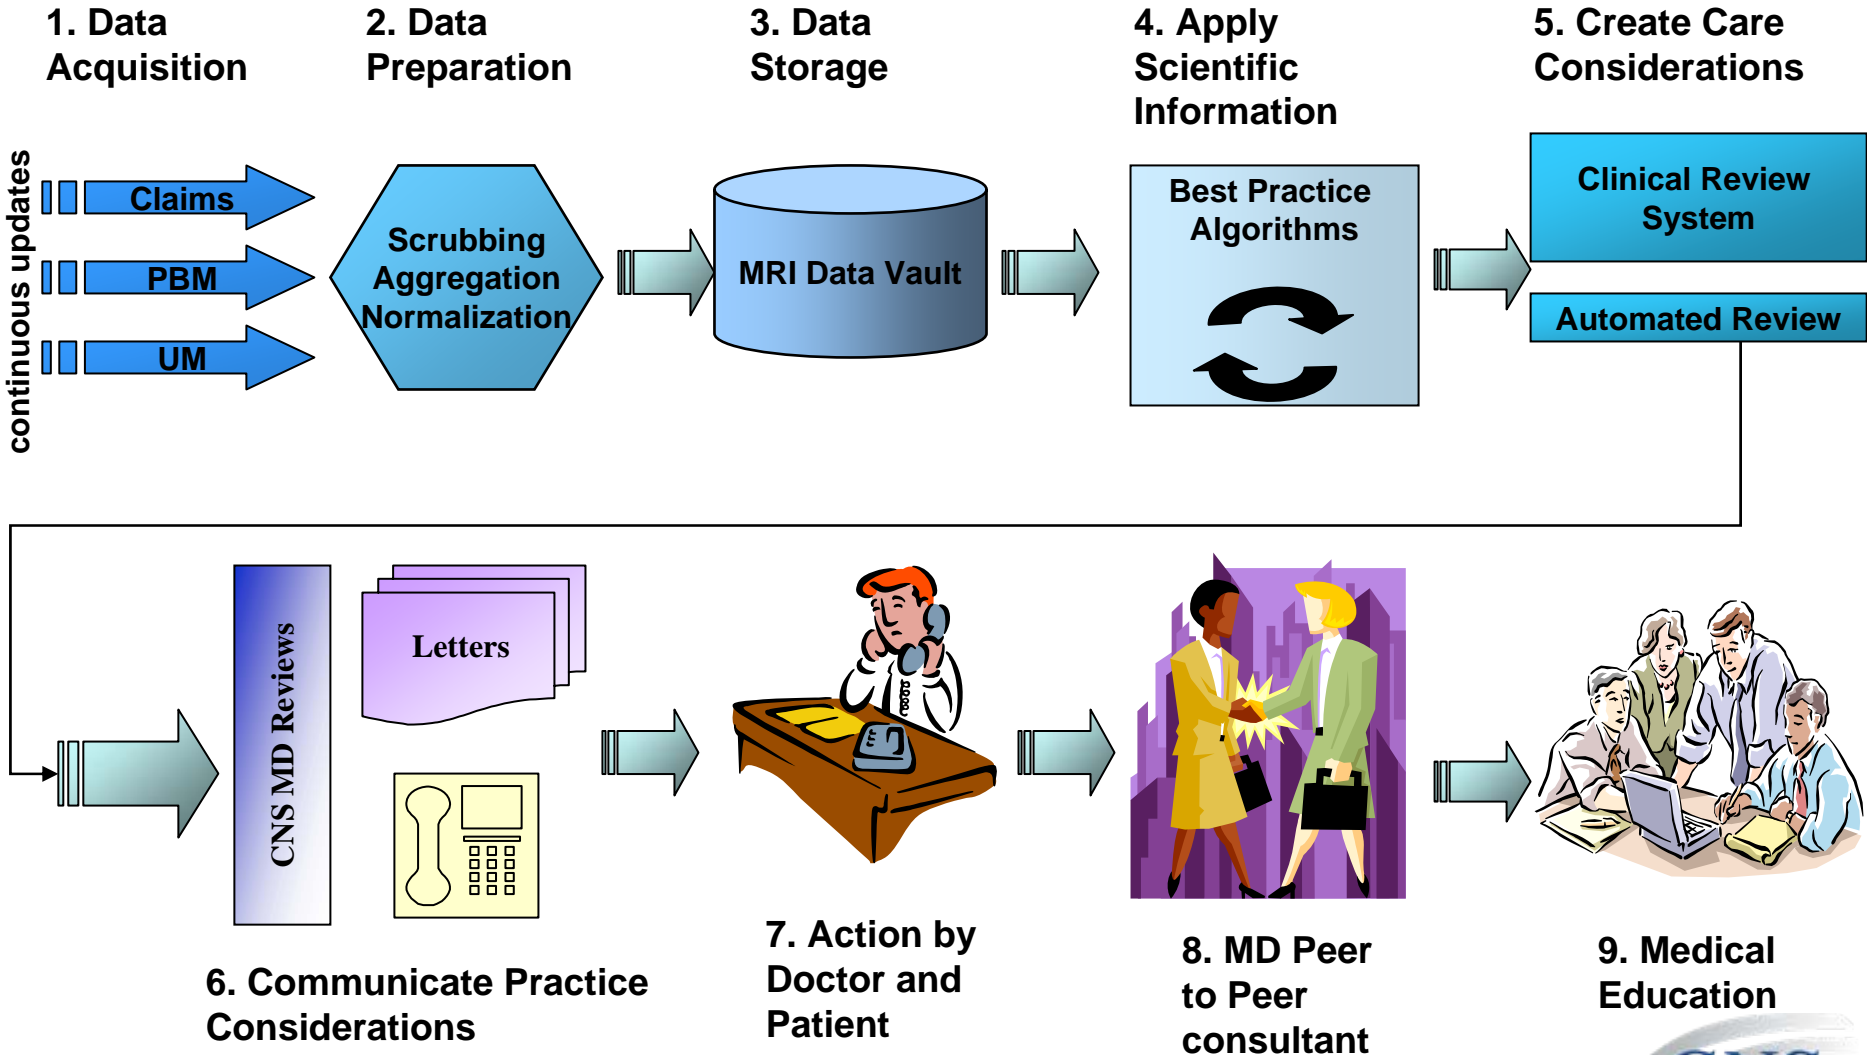 1. Data
Acquisition
2. Data
Preparation
3. Data
Storage
4. Apply
Scientific
Information
5. Create Care
Considerations
continuous updates
Claims
PBM
UM
Scrubbing
Aggregation
Normalization
MRI Data Vault
Best Practice
Algorithms
Clinical Review
System
Automated Review
CNS MD Reviews
Letters
6. Communicate Practice
Considerations
7. Action by
Doctor and
Patient
8. MD Peer
to Peer
consultant
9. Medical
Education